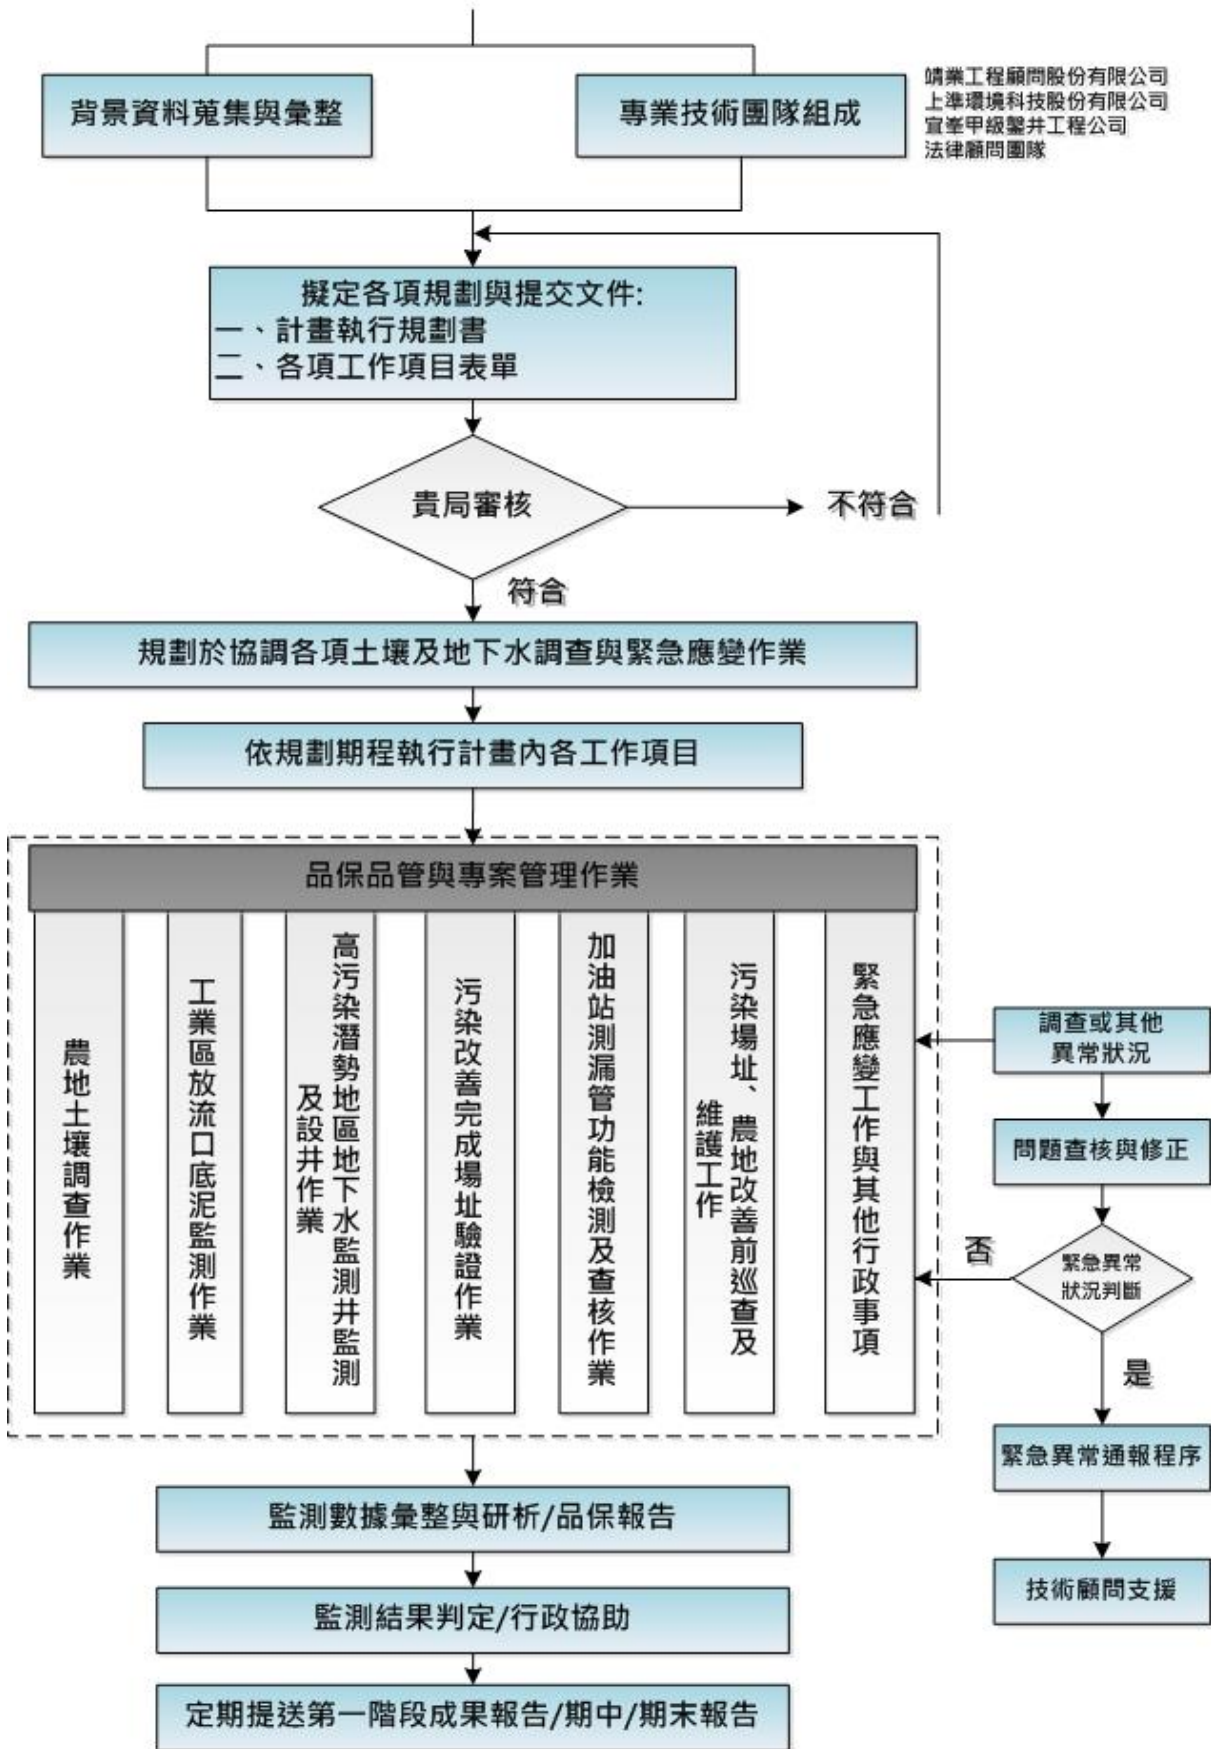 背景資料蒐集與彙整
專業技術團隊組成
靖業工程顧問股份有限公司
上準環境科技股份有限公司
宜峯甲級鑿井工程公司
法律顧問團隊
擬定各項規劃與提交文件:
一、計畫執行規劃書
二、各項工作項目表單
貴局審核
不符合
符合
規劃於協調各項土壤及地下水調查與緊急應變作業
依規劃期程執行計畫內各工作項目
品保品管與專案管理作業
農地土壤調查作業
工業區放流口底泥監測作業
高污染潛勢地區地下水監測井監測
及設井作業
污染改善完成場址驗證作業
加油站測漏管功能檢測及查核作業
污染場址、農地改善前巡查及
維護工作
緊急應變工作與其他行政事項
調查或其他
異常狀況
問題查核與修正
否
緊急異常
狀況判斷
是
緊急異常通報程序
技術顧問支援
監測數據彙整與研析/品保報告
監測結果判定/行政協助
定期提送第一階段成果報告/期中/期末報告